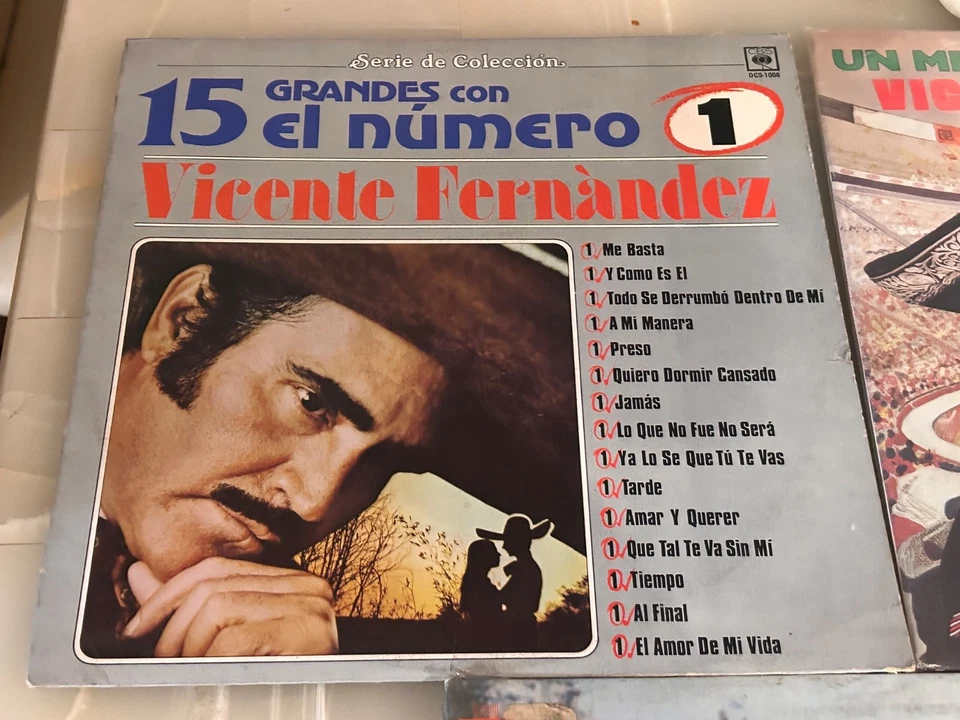 Serie de Colección
CBS
DCS-1006
15 GRANDES con
el número 1
Vicente Fernàndez
1 Me Basta
1 Y Como Es El
1 Todo Se Derrumbó Dentro De Mí
1 A Mi Manera
1 Preso
1 Quiero Dormir Cansado
1 Jamás
1 Lo Que No Fue No Será
1 Ya Lo Se Que Tú Te Vas
1 Tarde
1 Amar Y Querer
1 Que Tal Te Va Sin Mí
1 Tiempo
1 Al Final
1 El Amor De Mi Vida
UN